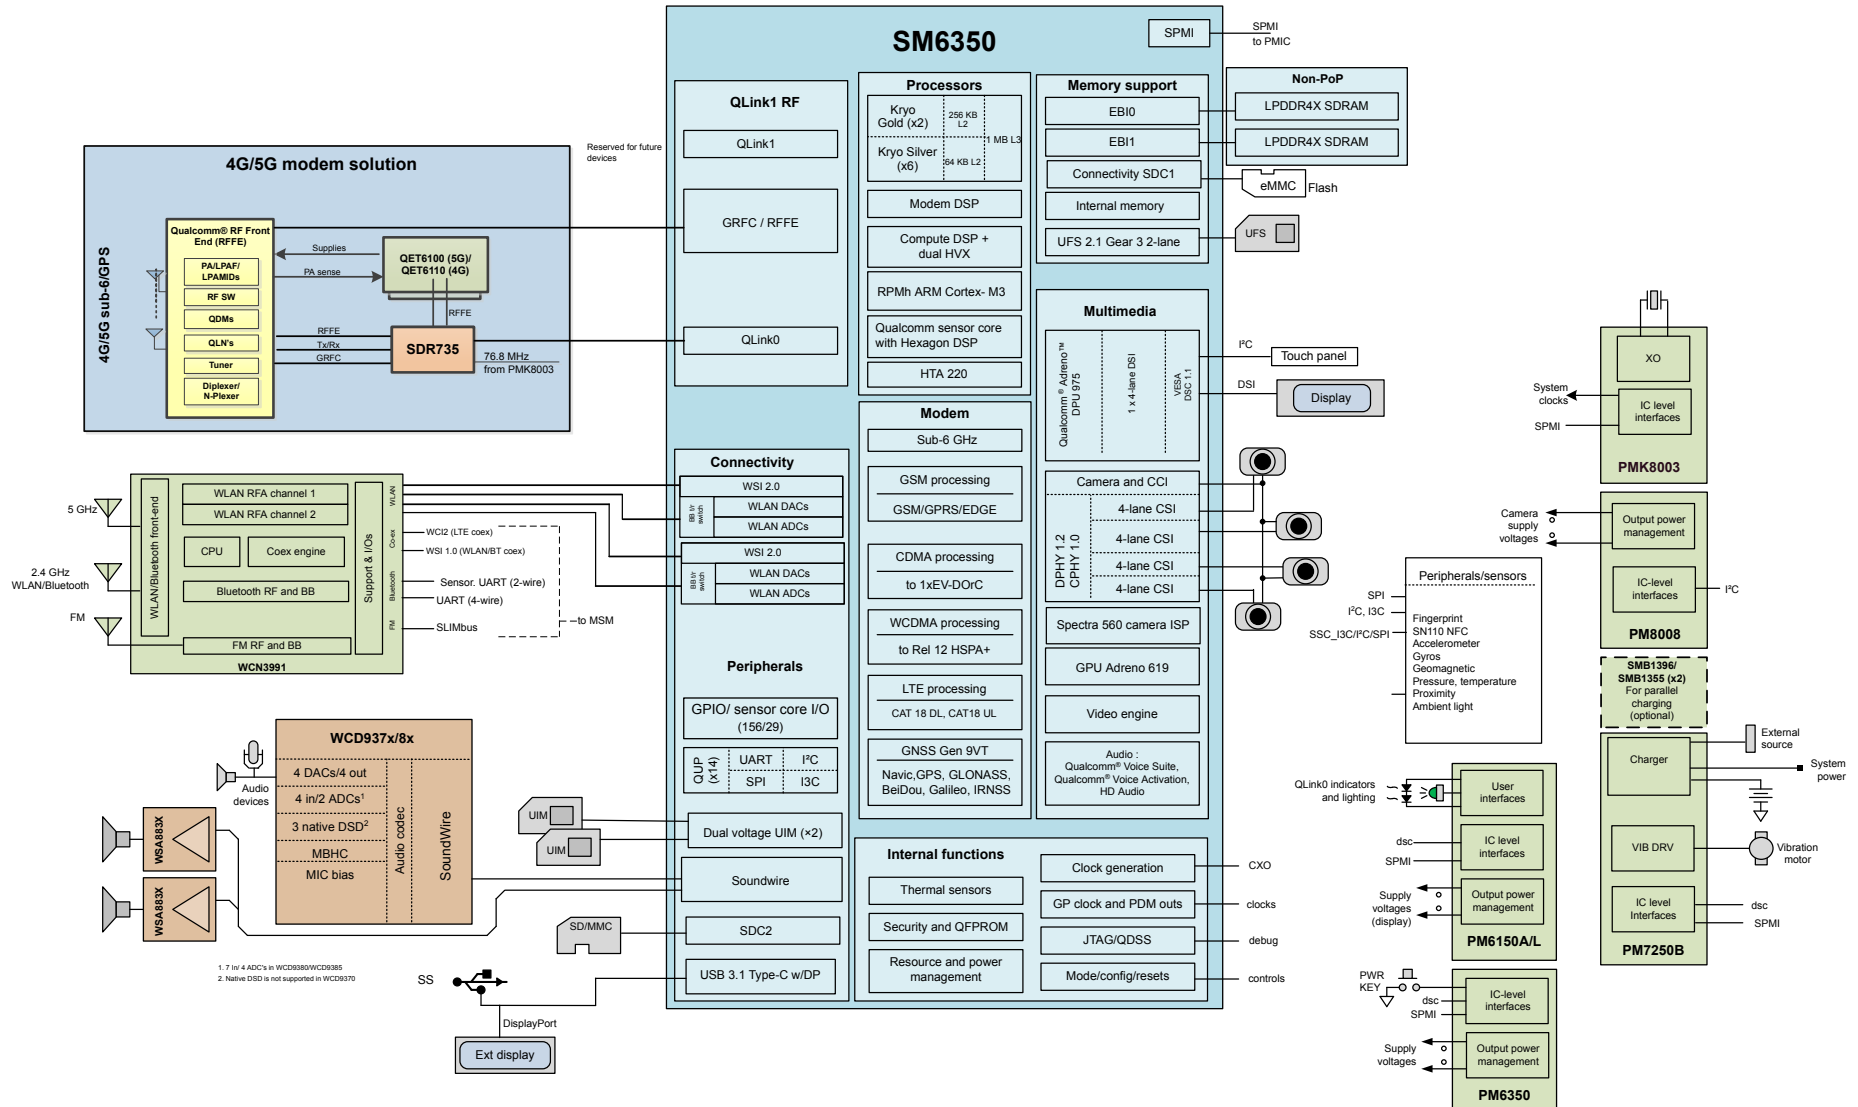 SM6350
SPMI
SPMI
to PMIC
QLink1 RF
QLink1
GRFC / RFFE
QLink0
Reserved for future
devices
Processors
Kryo
Gold (x2)
256 KB
L2
Kryo Silver
(x6)
64 KB L2
1 MB L3
Modem DSP
Compute DSP +
dual HVX
RPMh ARM Cortex- M3
Qualcomm sensor core
with Hexagon DSP
HTA 220
Memory support
EBI0
EBI1
Connectivity SDC1
Internal memory
UFS 2.1 Gear 3 2-lane
Non-PoP
LPDDR4X SDRAM
LPDDR4X SDRAM
eMMC
Flash
UFS
4G/5G modem solution
4G/5G sub-6/GPS
Qualcomm® RF Front
End (RFFE)
PA/LPAF/
LPAMIDs
RF SW
QDMs
QLN's
Tuner
Diplexer/
N-Plexer
Supplies
PA sense
QET6100 (5G)/
QET6110 (4G)
RFFE
RFFE
Tx/Rx
GRFC
SDR735
76.8 MHz
from PMK8003
Multimedia
Qualcomm® Adreno™
DPU 975
1 x 4-lane DSI
VESA
DSC 1.1
I²C
Touch panel
DSI
Display
Camera and CCI
DPHY 1.2
CPHY 1.0
4-lane CSI
4-lane CSI
4-lane CSI
4-lane CSI
Spectra 560 camera ISP
GPU Adreno 619
Video engine
Audio :
Qualcomm® Voice Suite,
Qualcomm® Voice Activation,
HD Audio
Modem
Sub-6 GHz
GSM processing
GSM/GPRS/EDGE
CDMA processing
to 1xEV-DOrC
WCDMA processing
to Rel 12 HSPA+
LTE processing
CAT 18 DL, CAT18 UL
GNSS Gen 9VT
Navic,GPS, GLONASS,
BeiDou, Galileo, IRNSS
Connectivity
WSI 2.0
BB t/r
switch
WLAN DACs
WLAN ADCs
WSI 2.0
BB t/r
switch
WLAN DACs
WLAN ADCs
5 GHz
2.4 GHz
WLAN/Bluetooth
FM
WLAN/Bluetooth front-end
WLAN RFA channel 1
WLAN RFA channel 2
CPU
Coex engine
Bluetooth RF and BB
FM RF and BB
Support & I/Os
WLAN
Co-ex
Bluetooth
FM
WCN3991
WCI2 (LTE coex)
WSI 1.0 (WLAN/BT coex)
Sensor. UART (2-wire)
UART (4-wire)
SLIMbus
to MSM
Peripherals
GPIO/ sensor core I/O
(156/29)
QUP
(x14)
UART
I²C
SPI
I3C
Dual voltage UIM (×2)
Soundwire
SDC2
USB 3.1 Type-C w/DP
UIM
UIM
SD/MMC
WCD937x/8x
4 DACs/4 out
4 in/2 ADCs¹
3 native DSD²
MBHC
MIC bias
Audio codec
SoundWire
Audio
devices
WSA883X
WSA883X
1. 7 In/ 4 ADC's in WCD9380/WCD9385
2. Native DSD is not supported in WCD9370
SS
DisplayPort
Ext display
Internal functions
Thermal sensors
Security and QFPROM
Resource and power
management
Clock generation
GP clock and PDM outs
JTAG/QDSS
Mode/config/resets
CXO
clocks
debug
controls
Peripherals/sensors
Fingerprint
SN110 NFC
Accelerometer
Gyros
Geomagnetic
Pressure, temperature
Proximity
Ambient light
SPI
I²C, I3C
SSC_I3C/I²C/SPI
XO
IC level
interfaces
System
clocks
SPMI
PMK8003
Camera
supply
voltages
Output power
management
IC-level
interfaces
I²C
PM8008
SMB1396/
SMB1355 (x2)
For parallel
charging
(optional)
Charger
External
source
System
power
VIB DRV
Vibration
motor
IC level
Interfaces
dsc
SPMI
PM7250B
QLink0 indicators
and lighting
User
interfaces
dsc
SPMI
IC level
interfaces
Supply
voltages
(display)
Output power
management
PM6150A/L
PWR
KEY
dsc
SPMI
IC-level
interfaces
Supply
voltages
Output power
management
PM6350